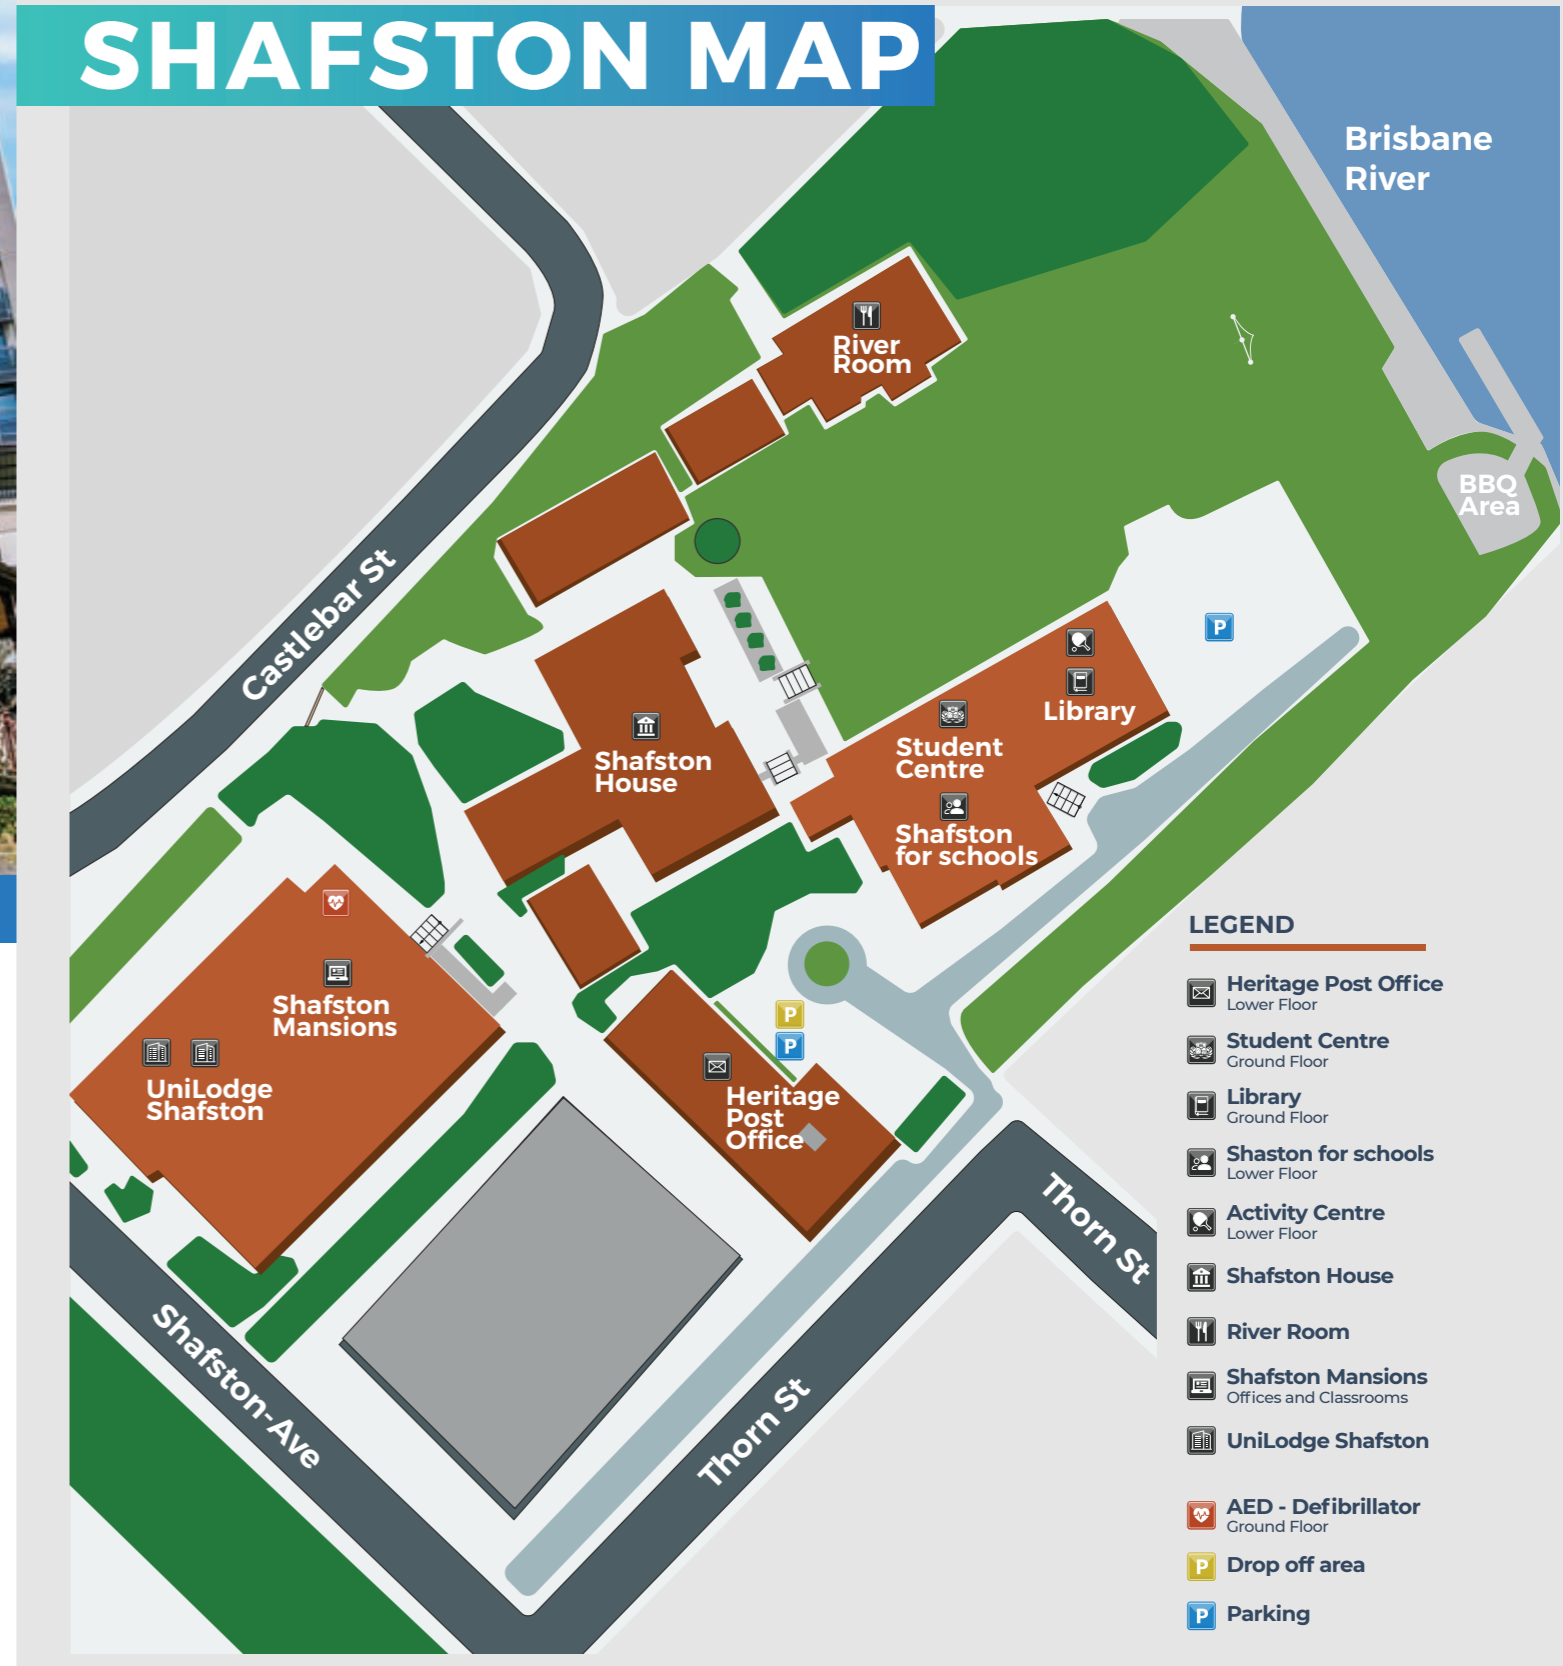 SHAFSTON MAP
Brisbane
River
River
Room
BBQ
Area
Castlebar St
P
Library
Student
Centre
Shafston
House
Shafston
for schools
Shafston
Mansions
UniLodge
Shafston
P
P
Heritage
Post
Office
Thorn St
Shafston-Ave
Thorn St
LEGEND
Heritage Post Office
Lower Floor
Student Centre
Ground Floor
Library
Ground Floor
Shaston for schools
Lower Floor
Activity Centre
Lower Floor
Shafston House
River Room
Shafston Mansions
Offices and Classrooms
UniLodge Shafston
AED - Defibrillator
Ground Floor
P Drop off area
P Parking